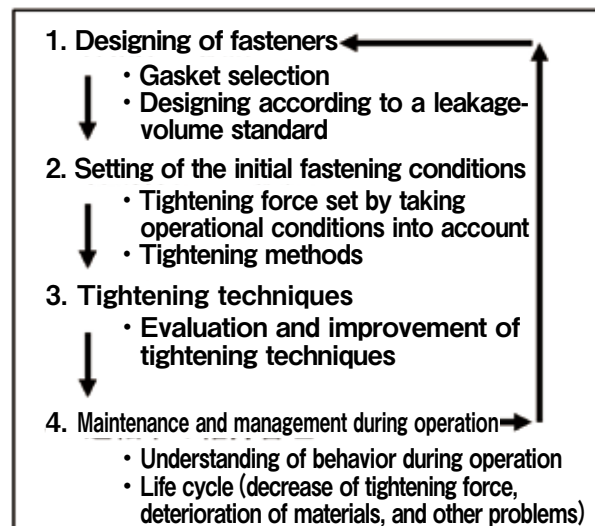 1. Designing of fasteners
・Gasket selection
・Designing according to a leakage-
volume standard
2. Setting of the initial fastening conditions
・Tightening force set by taking
operational conditions into account
・Tightening methods
3. Tightening techniques
・Evaluation and improvement of
tightening techniques
4. Maintenance and management during operation
・Understanding of behavior during operation
・Life cycle (decrease of tightening force,
deterioration of materials, and other problems)